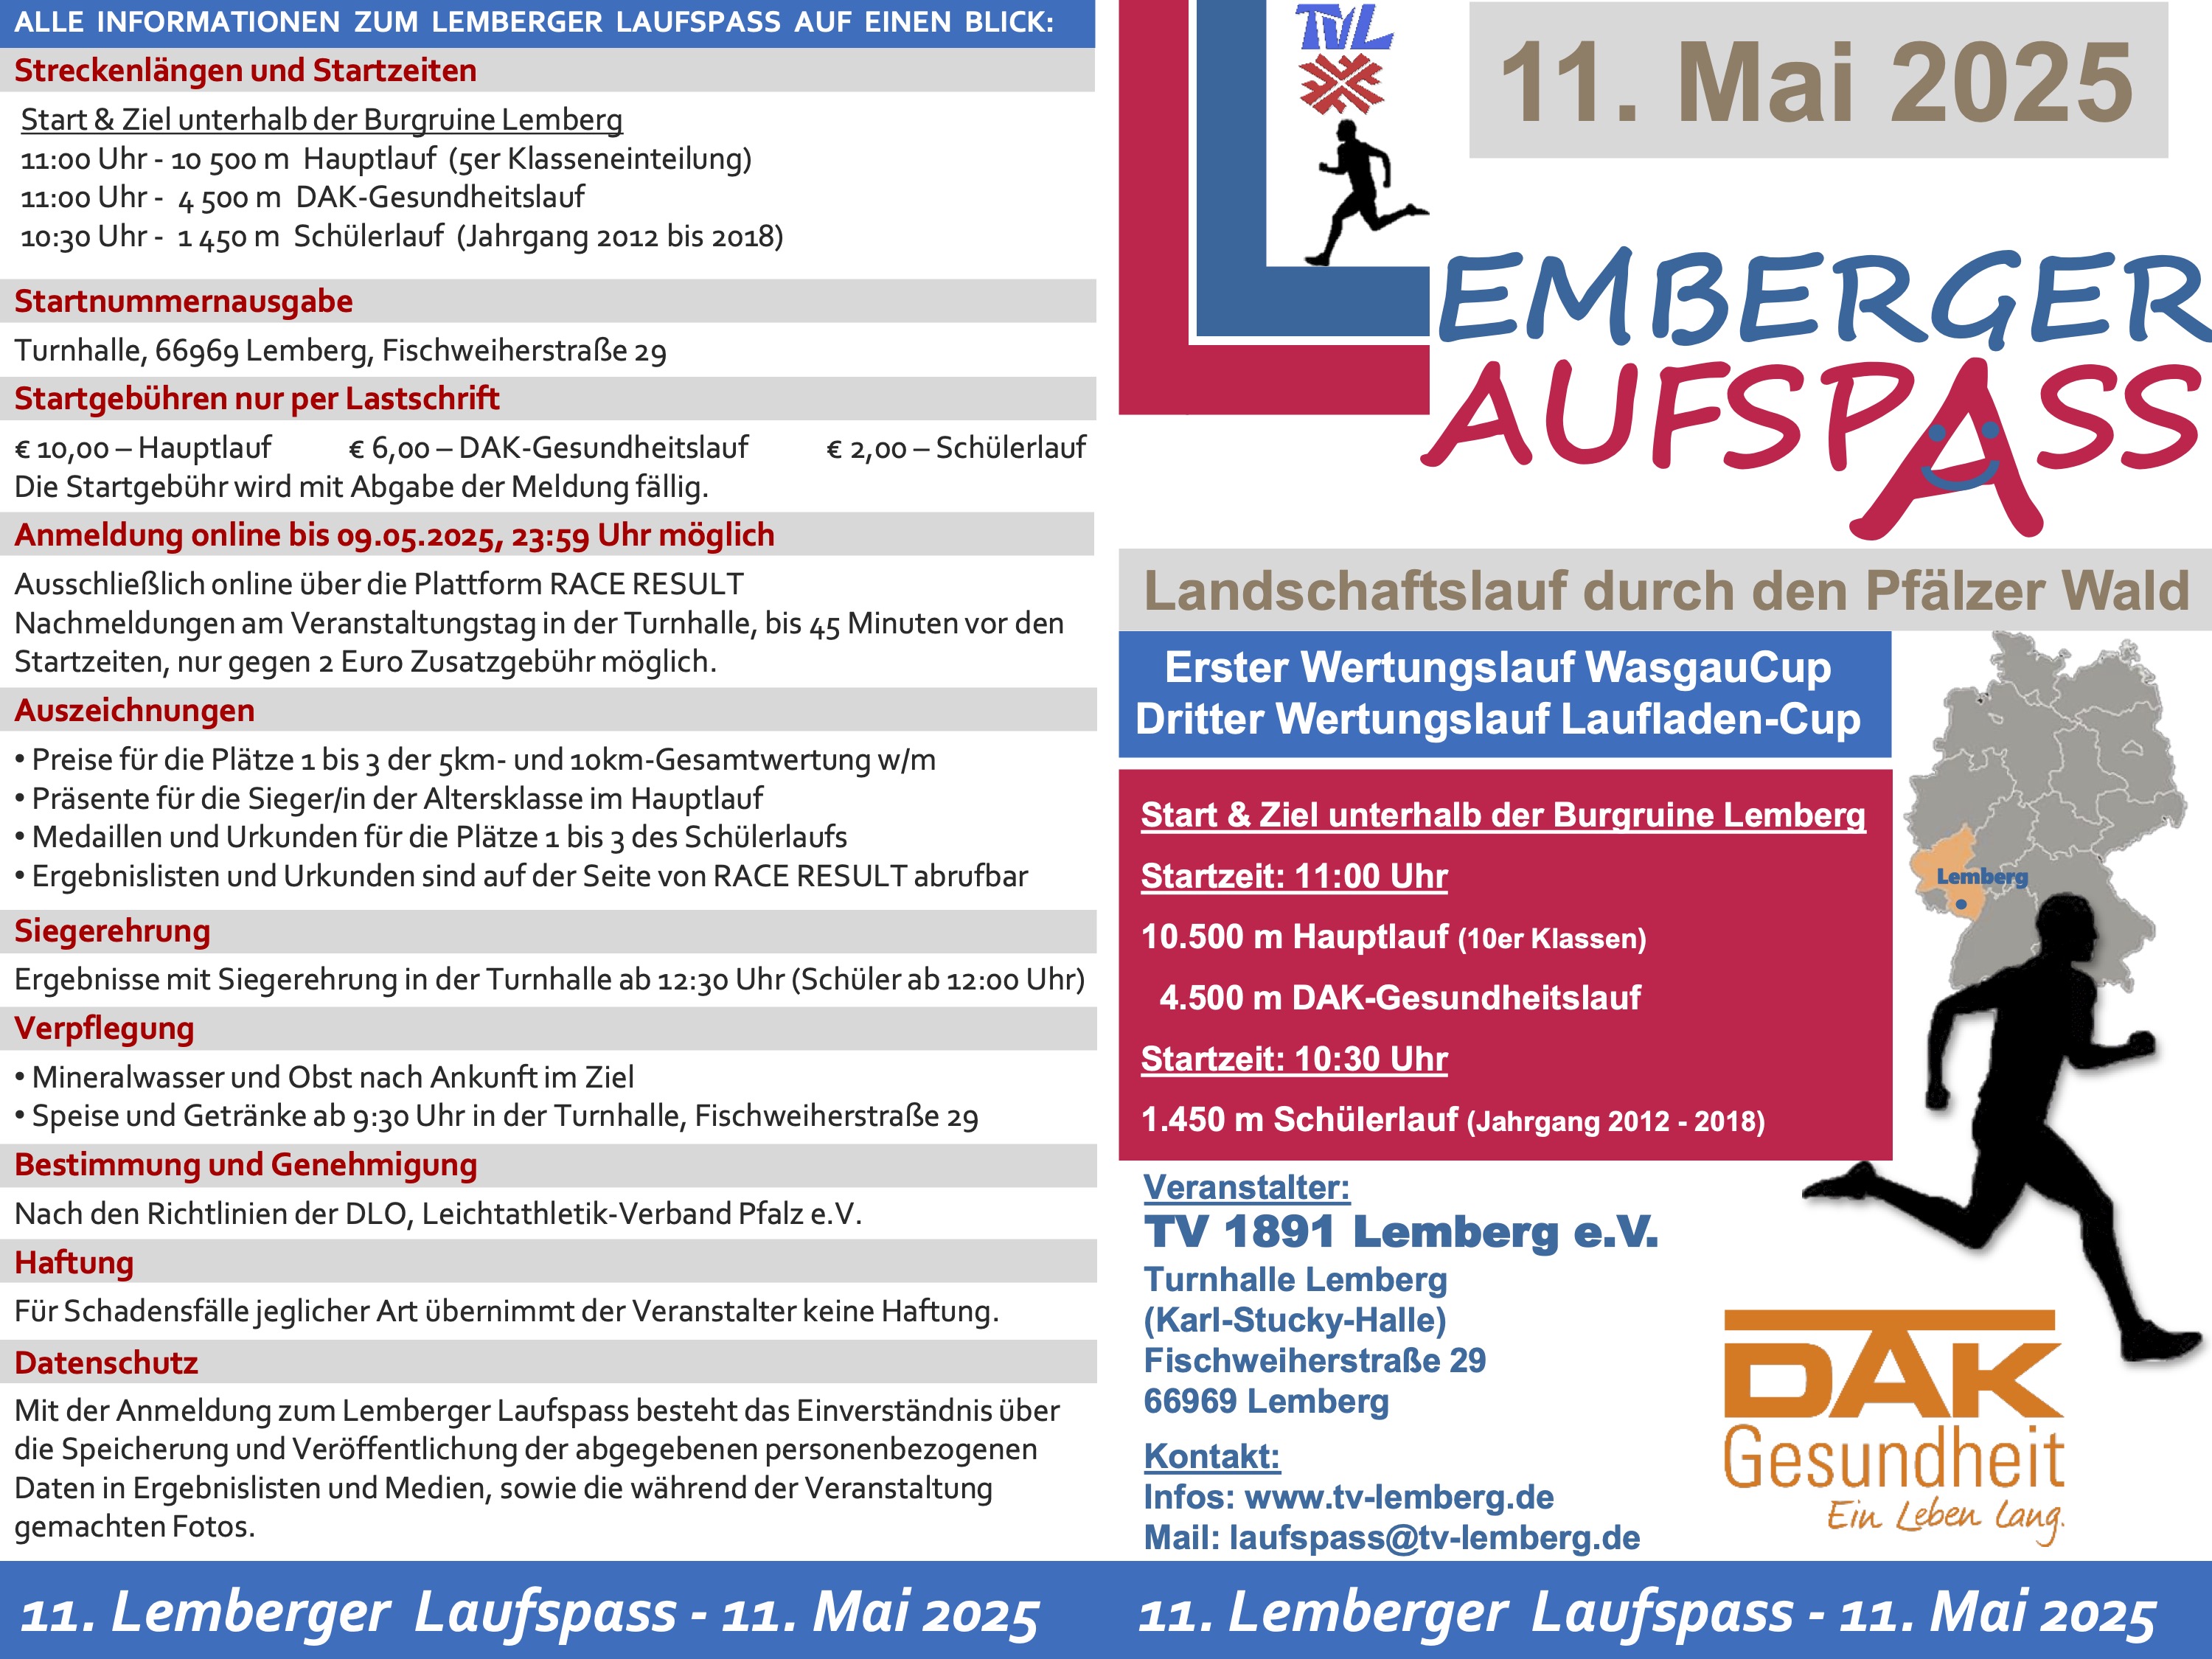 ALLE INFORMATIONEN ZUM LEMBERGER LAUFSPASS AUF EINEN BLICK:
Streckenlängen und Startzeiten
Start & Ziel unterhalb der Burgruine Lemberg
11:00 Uhr - 10 500 m Hauptlauf (5er Klasseneinteilung)
11:00 Uhr - 4 500 m DAK-Gesundheitslauf
10:30 Uhr - 1 450 m Schülerlauf (Jahrgang 2012 bis 2018)
Startnummernausgabe
Turnhalle, 66969 Lemberg, Fischweiherstraße 29
Startgebühren nur per Lastschrift
€ 10,00 – Hauptlauf € 6,00 – DAK-Gesundheitslauf € 2,00 – Schülerlauf
Die Startgebühr wird mit Abgabe der Meldung fällig.
Anmeldung online bis 09.05.2025, 23:59 Uhr möglich
Ausschließlich online über die Plattform RACE RESULT
Nachmeldungen am Veranstaltungstag in der Turnhalle, bis 45 Minuten vor den
Startzeiten, nur gegen 2 Euro Zusatzgebühr möglich.
Auszeichnungen
• Preise für die Plätze 1 bis 3 der 5km- und 10km-Gesamtwertung w/m
• Präsente für die Sieger/in der Altersklasse im Hauptlauf
• Medaillen und Urkunden für die Plätze 1 bis 3 des Schülerlaufs
• Ergebnislisten und Urkunden sind auf der Seite von RACE RESULT abrufbar
Siegerehrung
Ergebnisse mit Siegerehrung in der Turnhalle ab 12:30 Uhr (Schüler ab 12:00 Uhr)
Verpflegung
• Mineralwasser und Obst nach Ankunft im Ziel
• Speise und Getränke ab 9:30 Uhr in der Turnhalle, Fischweiherstraße 29
Bestimmung und Genehmigung
Nach den Richtlinien der DLO, Leichtathletik-Verband Pfalz e.V.
Haftung
Für Schadensfälle jeglicher Art übernimmt der Veranstalter keine Haftung.
Datenschutz
Mit der Anmeldung zum Lemberger Laufspass besteht das Einverständnis über
die Speicherung und Veröffentlichung der abgegebenen personenbezogenen
Daten in Ergebnislisten und Medien, sowie die während der Veranstaltung
gemachten Fotos.
11. Lemberger Laufspass - 11. Mai 2025
TVL
11. Mai 2025
LEMBERGER
LAUFSPASS
Landschaftslauf durch den Pfälzer Wald
Erster Wertungslauf WasgauCup
Dritter Wertungslauf Laufladen-Cup
Start & Ziel unterhalb der Burgruine Lemberg
Startzeit: 11:00 Uhr
10.500 m Hauptlauf (10er Klassen)
4.500 m DAK-Gesundheitslauf
Startzeit: 10:30 Uhr
1.450 m Schülerlauf (Jahrgang 2012 - 2018)
Lemberg
Veranstalter:
TV 1891 Lemberg e.V.
Turnhalle Lemberg
(Karl-Stucky-Halle)
Fischweiherstraße 29
66969 Lemberg
Kontakt:
Infos: www.tv-lemberg.de
Mail: laufspass@tv-lemberg.de
DAK
Gesundheit
Ein Leben lang.
11. Lemberger Laufspass - 11. Mai 2025